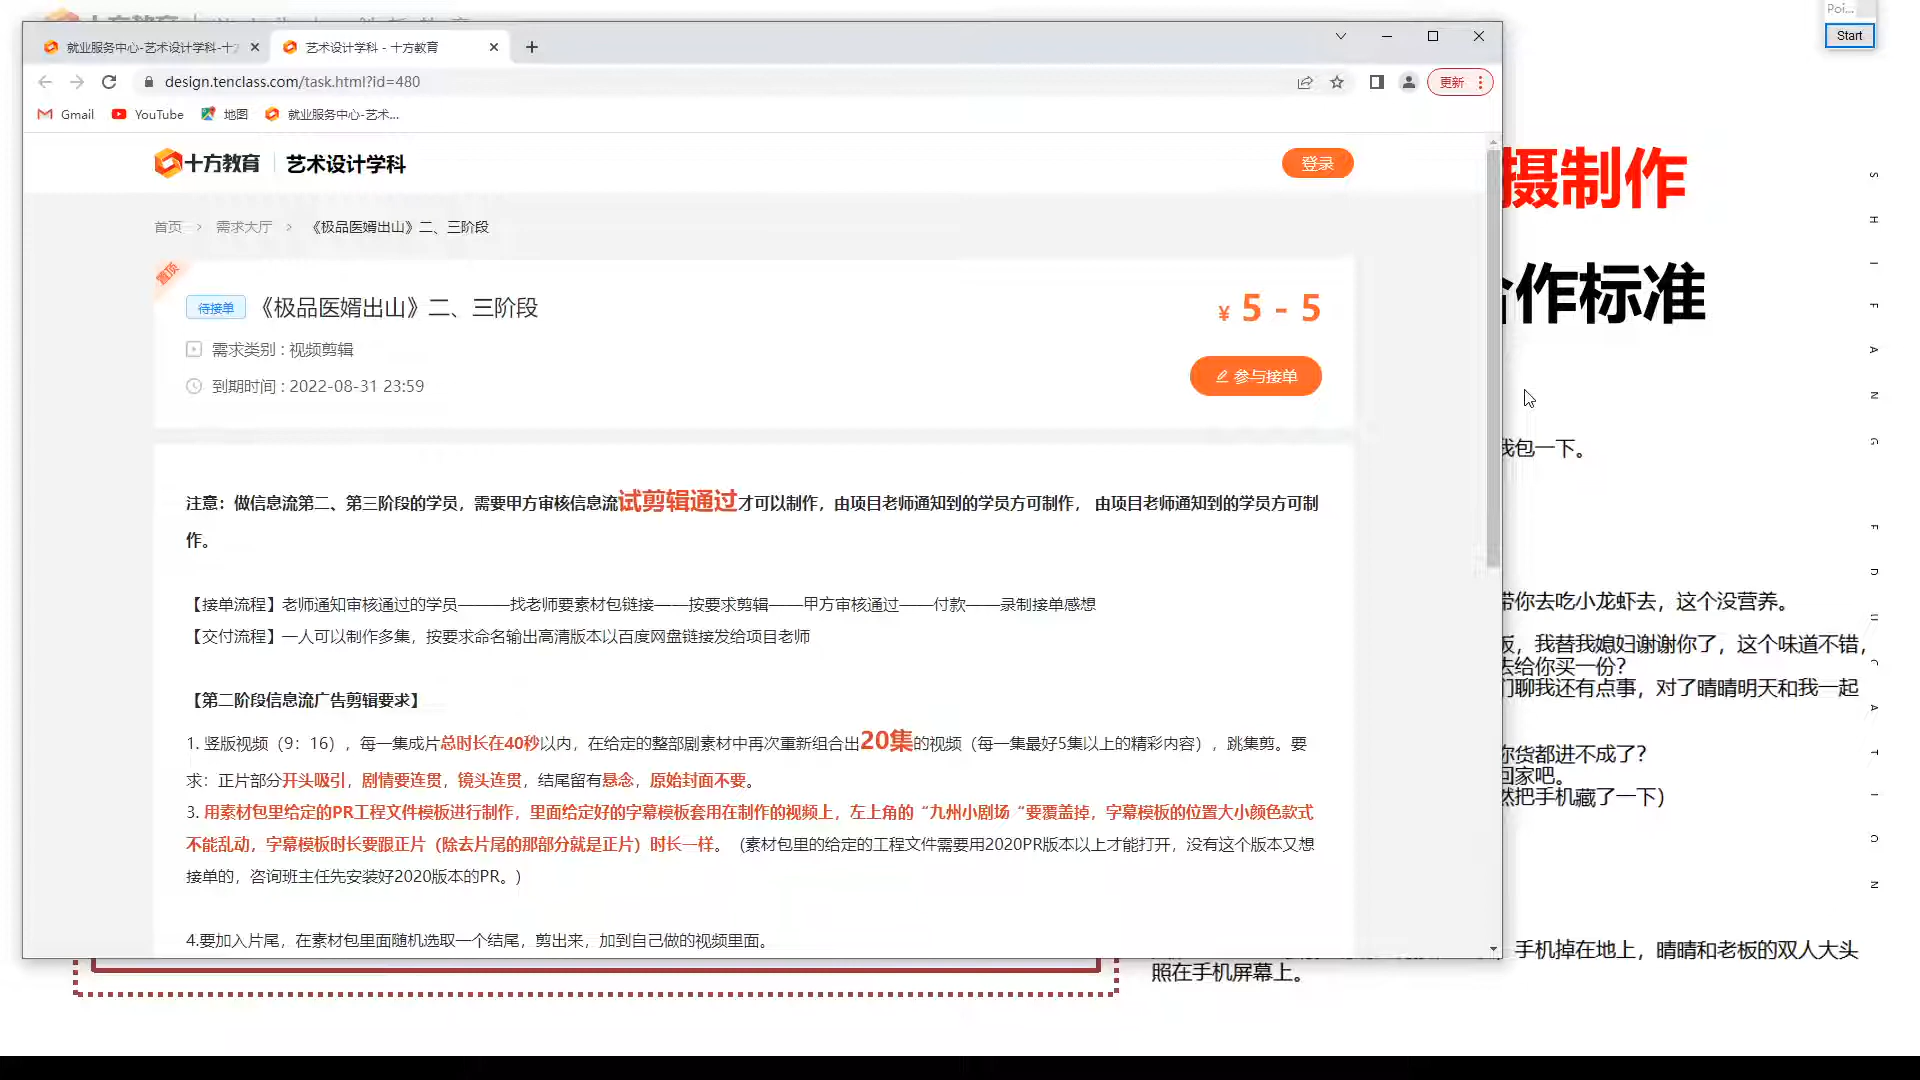 Poi...
Start
就业服务中心-艺术设计学科-十
艺术设计学科 - 十方教育
design.tenclass.com/task.html?id=480
更新
Gmail
YouTube
地图
就业服务中心-艺术...
十方教育
艺术设计学科
登录
首页 > 需求大厅 > 《极品医婿出山》二、三阶段
置顶
待接单
《极品医婿出山》二、三阶段
¥ 5 - 5
需求类别 : 视频剪辑
到期时间 : 2022-08-31 23:59
参与接单
注意：做信息流第二、第三阶段的学员，需要甲方审核信息流试剪辑通过才可以制作，由项目老师通知到的学员方可制作， 由项目老师通知到的学员方可制
作。
【接单流程】老师通知审核通过的学员———找老师要素材包链接——按要求剪辑——甲方审核通过——付款——录制接单感想
【交付流程】一人可以制作多集，按要求命名输出高清版本以百度网盘链接发给项目老师
【第二阶段信息流广告剪辑要求】
1. 竖版视频（9：16），每一集成片总时长在40秒以内，在给定的整部剧素材中再次重新组合出20集的视频（每一集最好5集以上的精彩内容），跳集剪。要
求：正片部分开头吸引，剧情要连贯，镜头连贯，结尾留有悬念，原始封面不要。
3. 用素材包里给定的PR工程文件模板进行制作，里面给定好的字幕模板套用在制作的视频上，左上角的“九州小剧场“要覆盖掉，字幕模板的位置大小颜色款式
不能乱动，字幕模板时长要跟正片（除去片尾的那部分就是正片）时长一样。（素材包里的给定的工程文件需要用2020PR版本以上才能打开，没有这个版本又想
接单的，咨询班主任先安装好2020版本的PR。)
4.要加入片尾，在素材包里面随机选取一个结尾，剪出来，加到自己做的视频里面。
摄制作
合作标准
我包一下。
带你去吃小龙虾去，这个没营养。
饭，我替我媳妇谢谢你了，这个味道不错，
去给你买一份？
们聊我还有点事，对了晴晴明天和我一起
你货都进不成了？
回家吧。
然把手机藏了一下）
手机掉在地上，晴晴和老板的双人大头
照在手机屏幕上。
SHIFANG EDUCATION